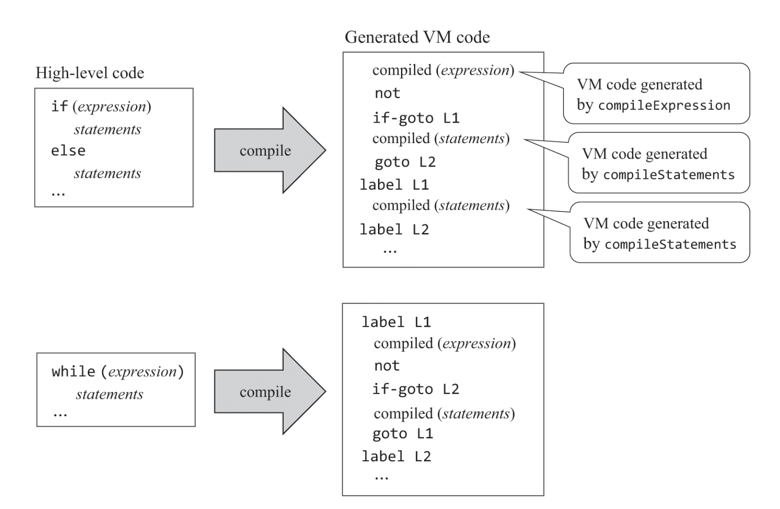 Generated VM code
High-level code
if (expression)
statements
else
statements
...
compile
compiled (expression)
not
if-goto L1
compiled (statements)
goto L2
label L1
compiled (statements)
label L2
...
VM code generated
by compileExpression
VM code generated
by compileStatements
VM code generated
by compileStatements
while (expression)
statements
...
compile
label L1
compiled (expression)
not
if-goto L2
compiled (statements)
goto L1
label L2
...